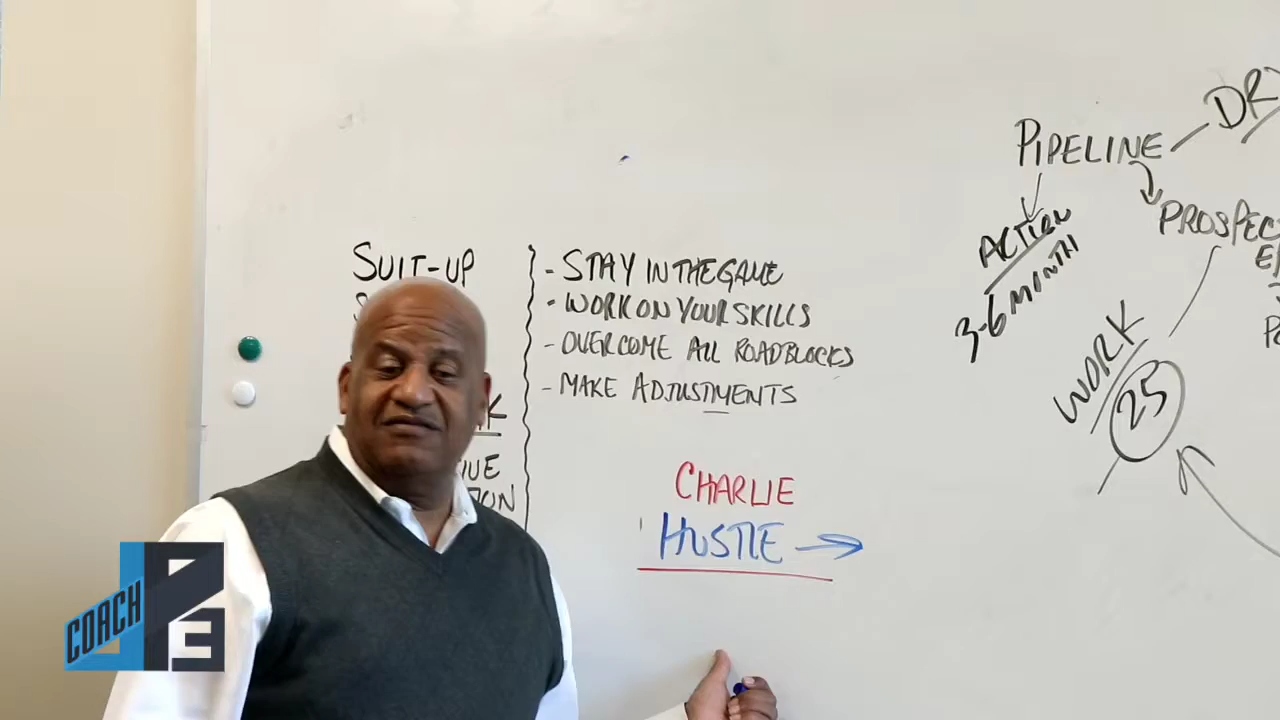 SUIT-UP
- STAY IN THE GAME
- WORK ON YOUR SKILLS
- OVERCOME ALL ROADBLOCKS
- MAKE ADJUSTMENTS
CHARLIE
HUSTLE →
PIPELINE
ACTION
3-6 MONTH
WORK
25
COACH
JP3